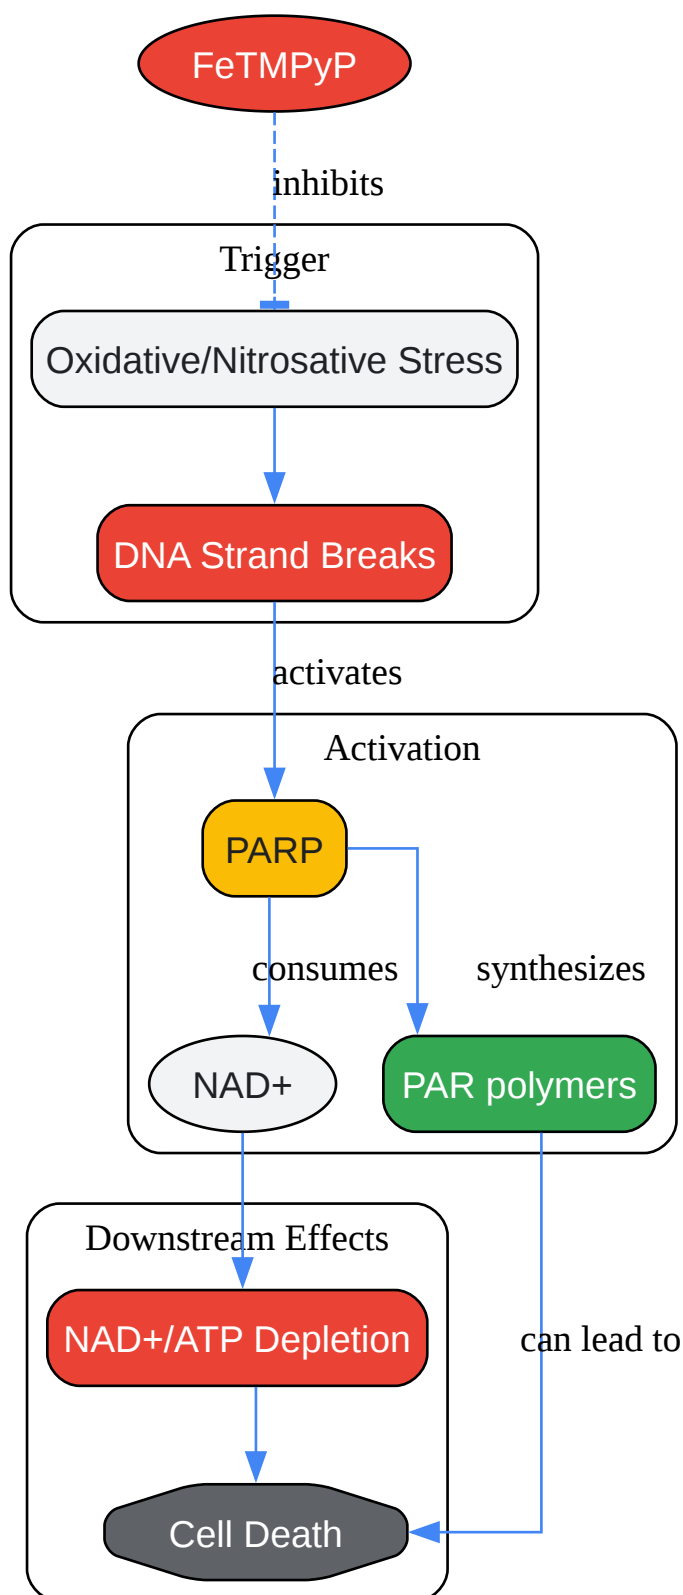 FeTMPyP
inhibits
Trigger
Oxidative/Nitrosative Stress
DNA Strand Breaks
activates
Activation
PARP
consumes
synthesizes
NAD+
PAR polymers
Downstream Effects
NAD+/ATP Depletion
can lead to
Cell Death